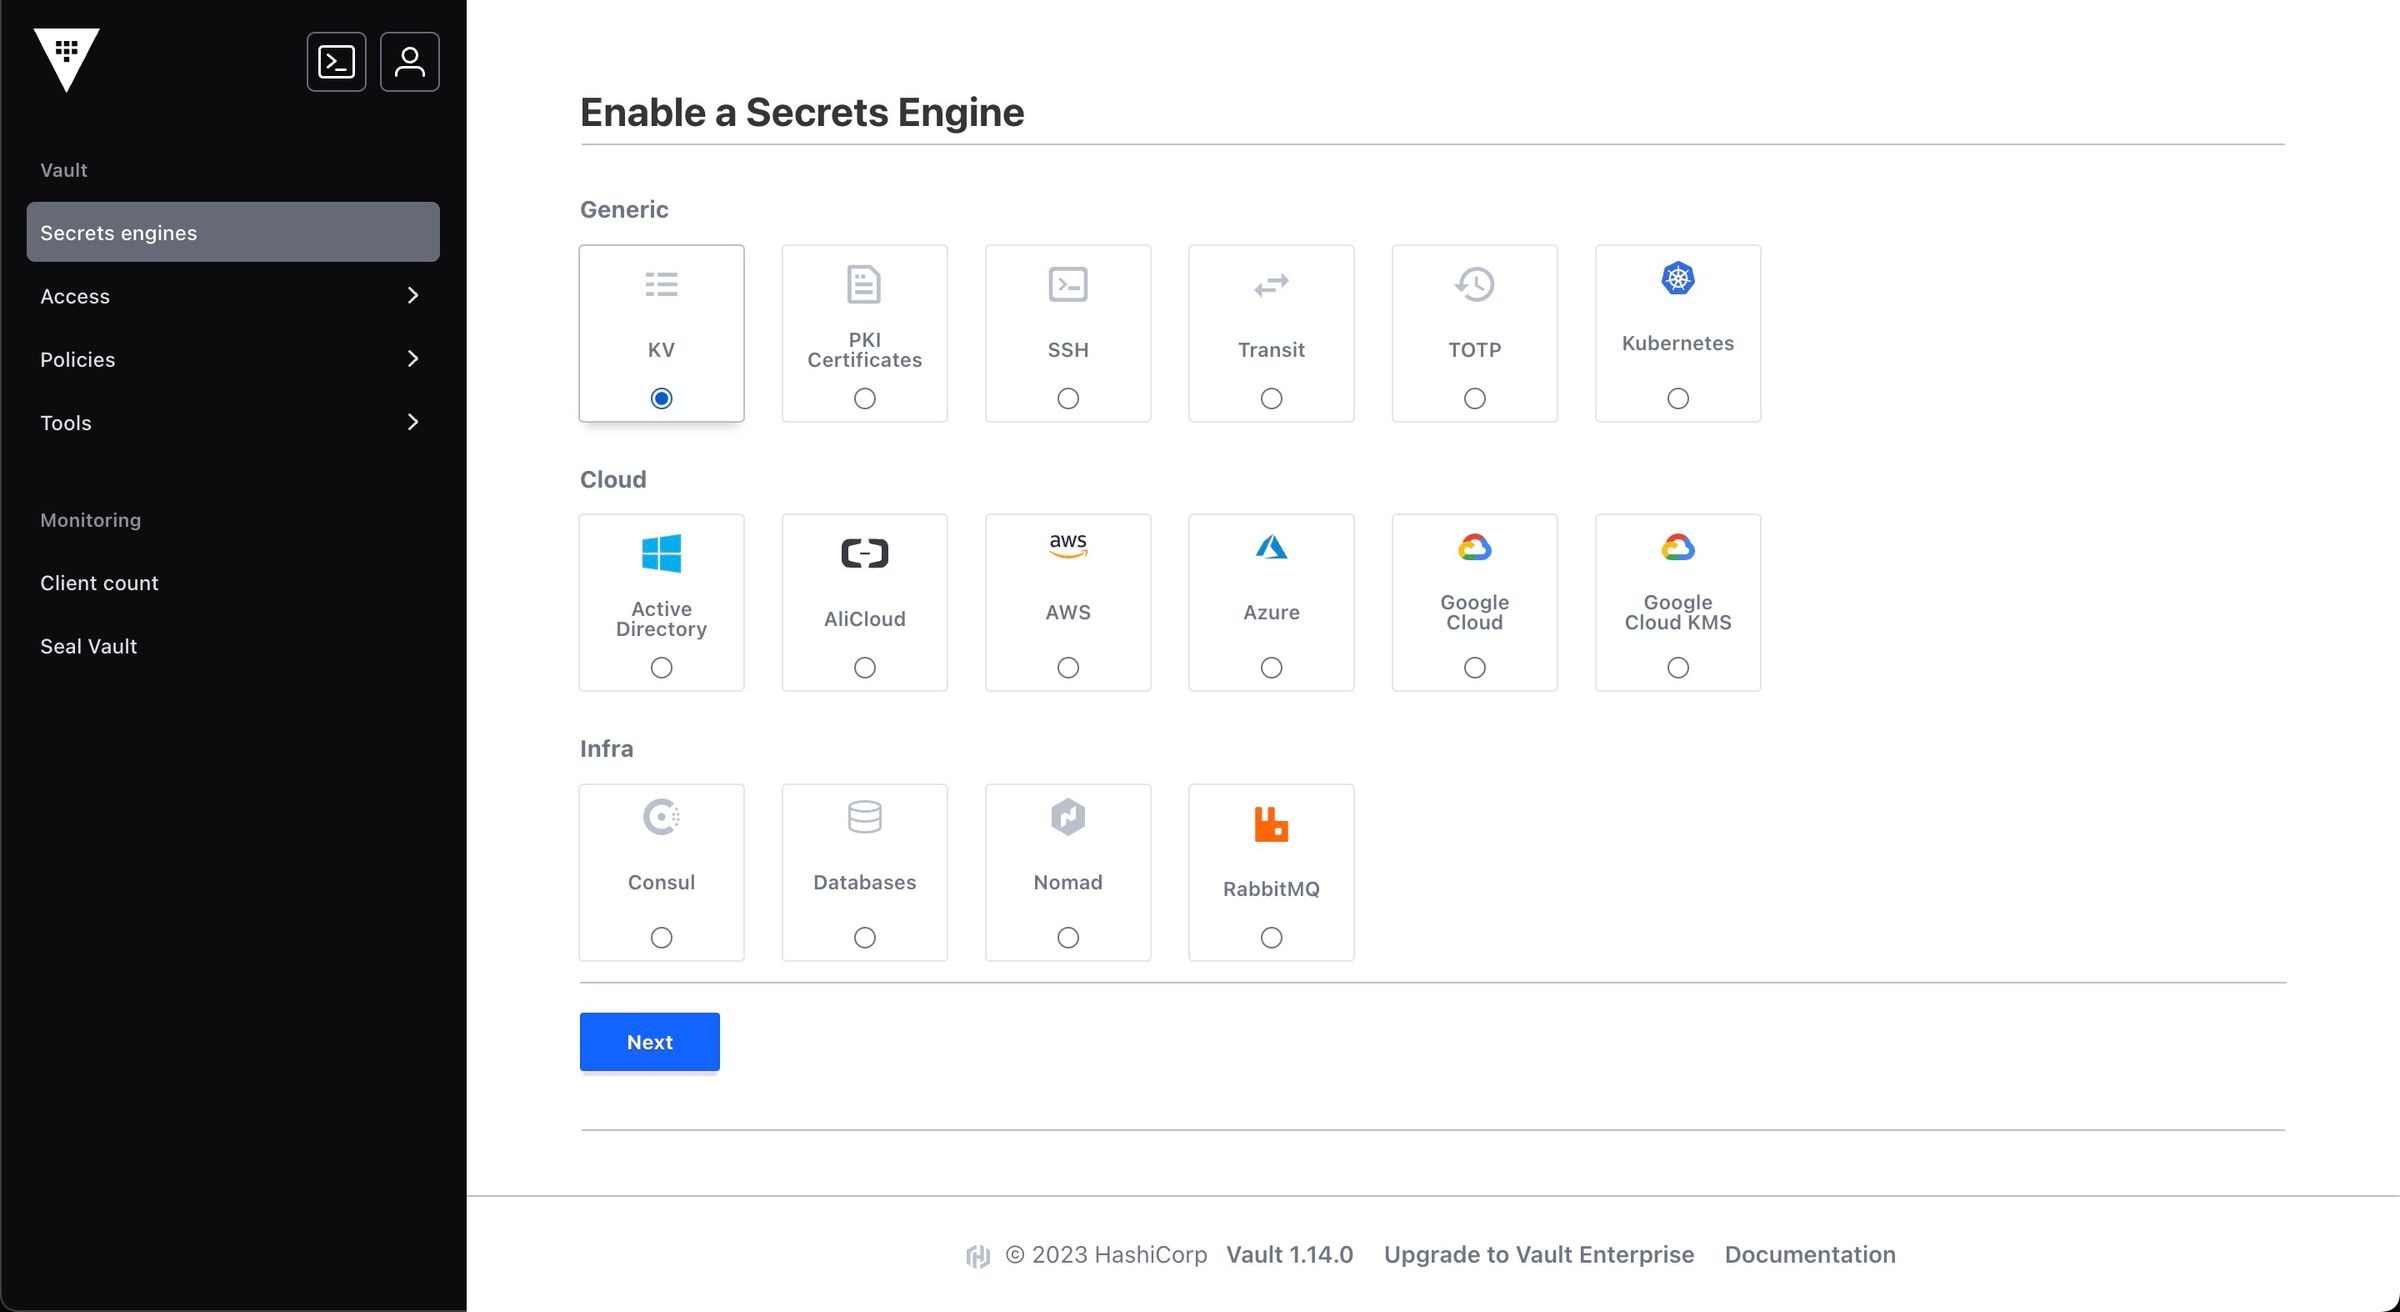 Vault
Secrets engines
Access
Policies
Tools
Monitoring
Client count
Seal Vault
Enable a Secrets Engine
Generic
KV
PKI
Certificates
SSH
Transit
TOTP
Kubernetes
Cloud
Active
Directory
AliCloud
aws
AWS
Azure
Google
Cloud
Google
Cloud KMS
Infra
Consul
Databases
Nomad
RabbitMQ
Next
© 2023 HashiCorp Vault 1.14.0 Upgrade to Vault Enterprise Documentation